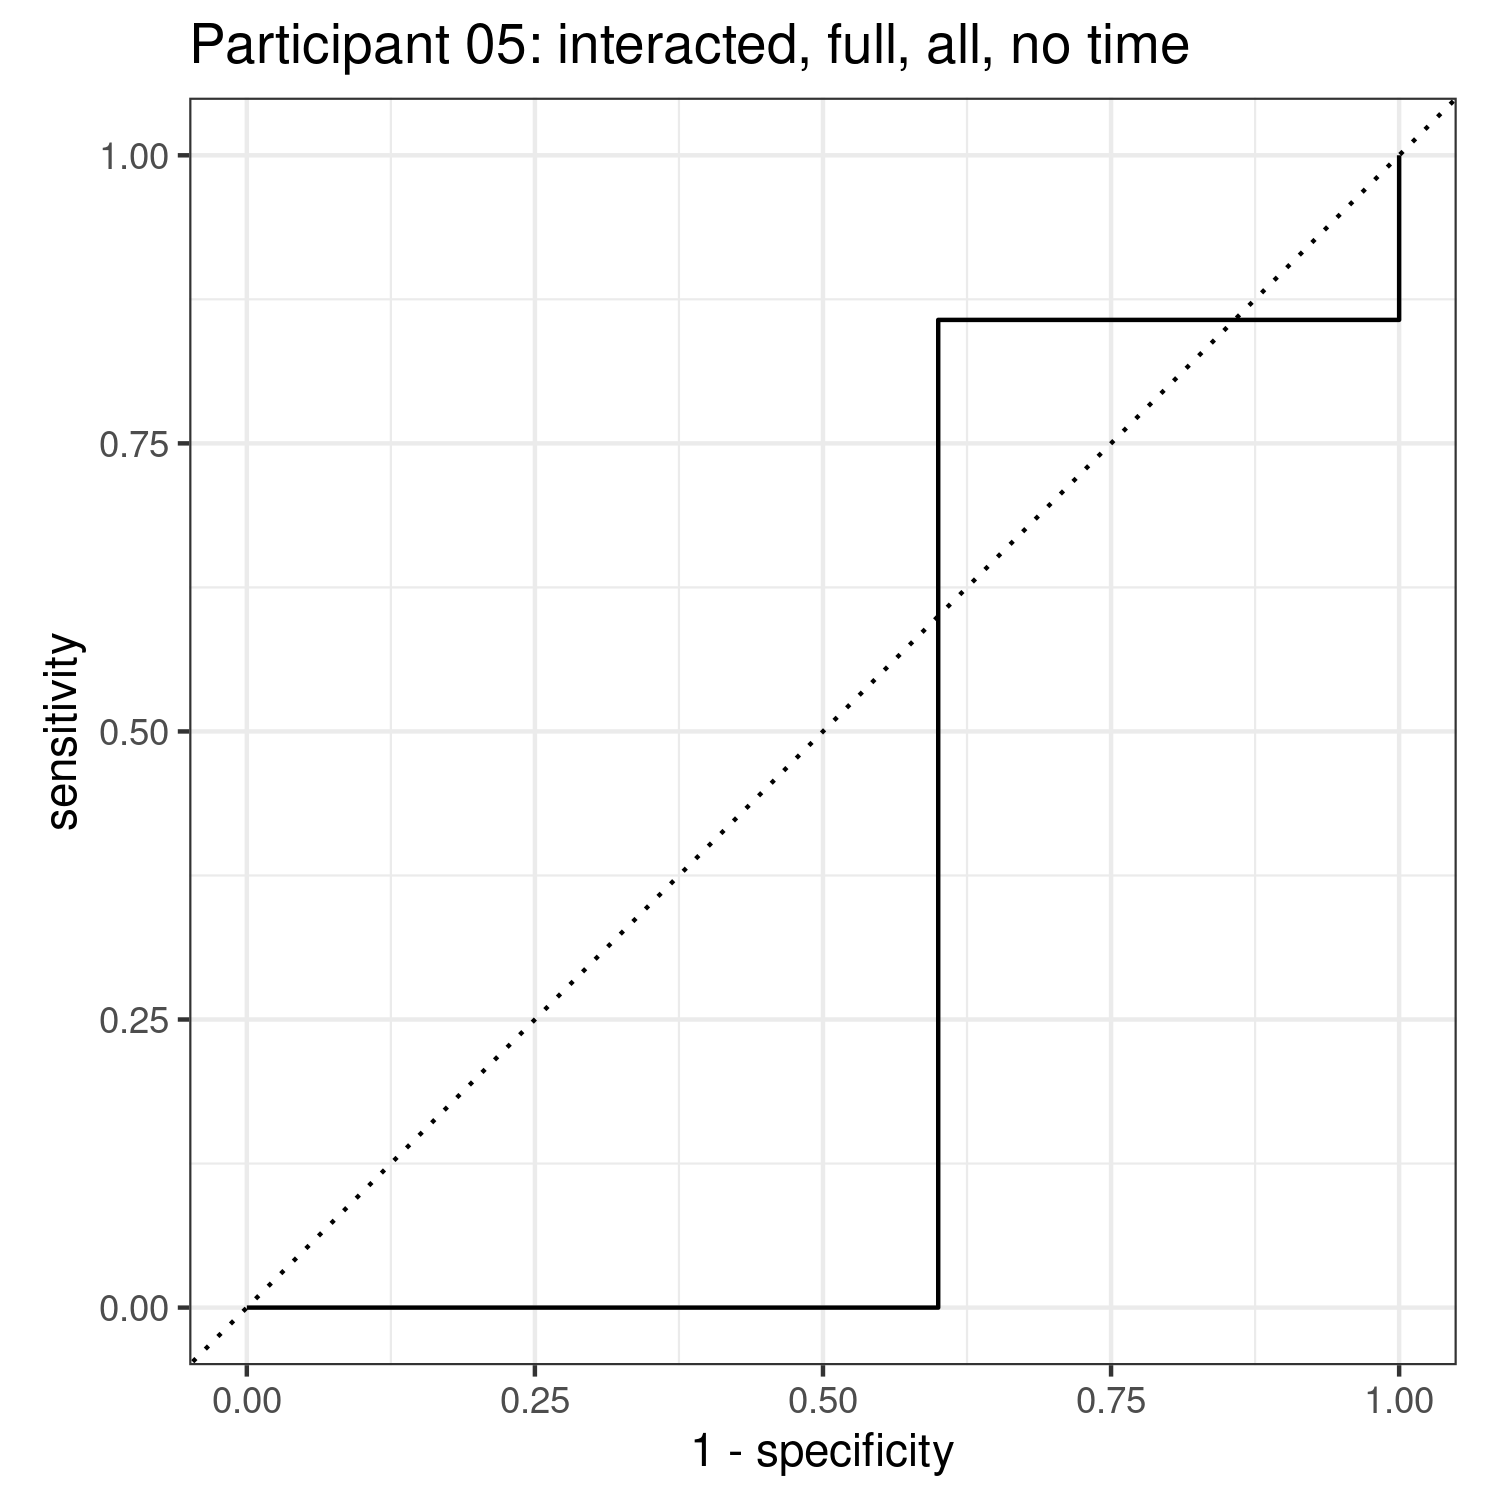 Participant 05: interacted, full, all, no time
1.00
0.75
0.50
0.25
0.00
sensitivity
0.00 0.25 0.50 0.75 1.00
1 - specificity